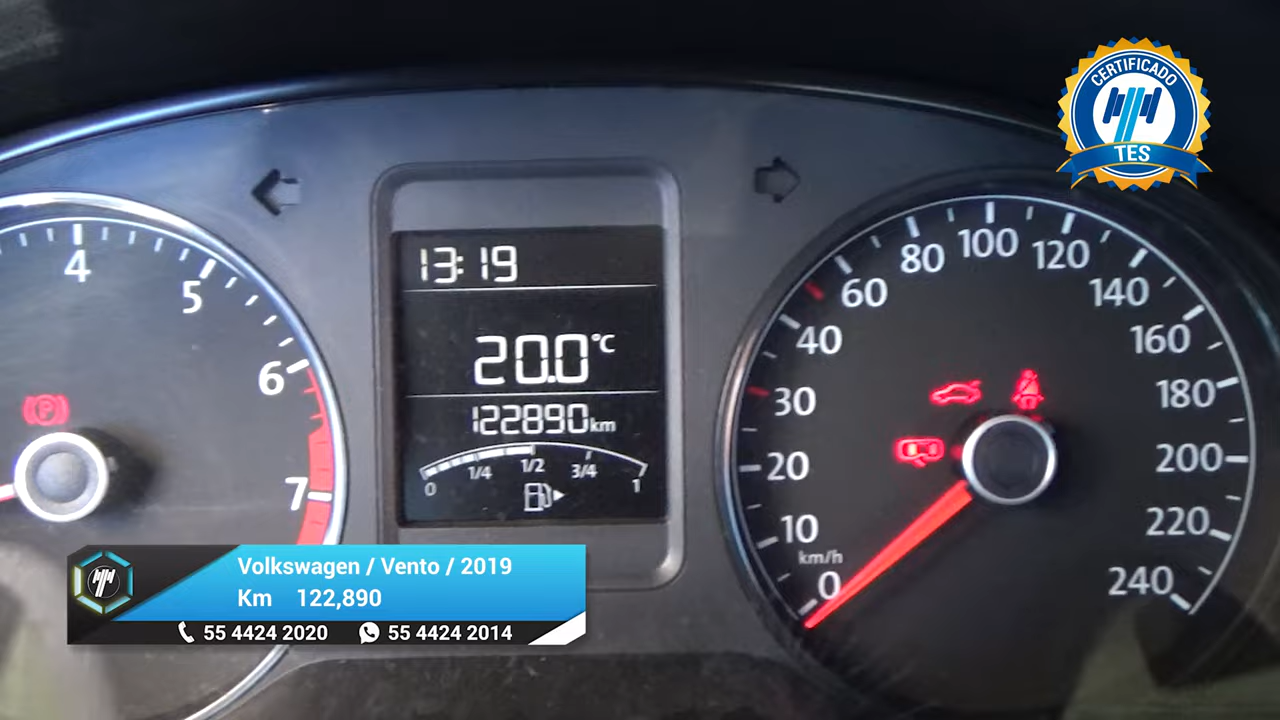 CERTIFICADO
TES
4
5
6
7
13:19
20.0°C
122890km
0 1/4 1/2 3/4 1
0
10
20
30
40
60
80
100
120
140
160
180
200
220
240
km/h
Volkswagen / Vento / 2019
Km 122,890
55 4424 2020 55 4424 2014